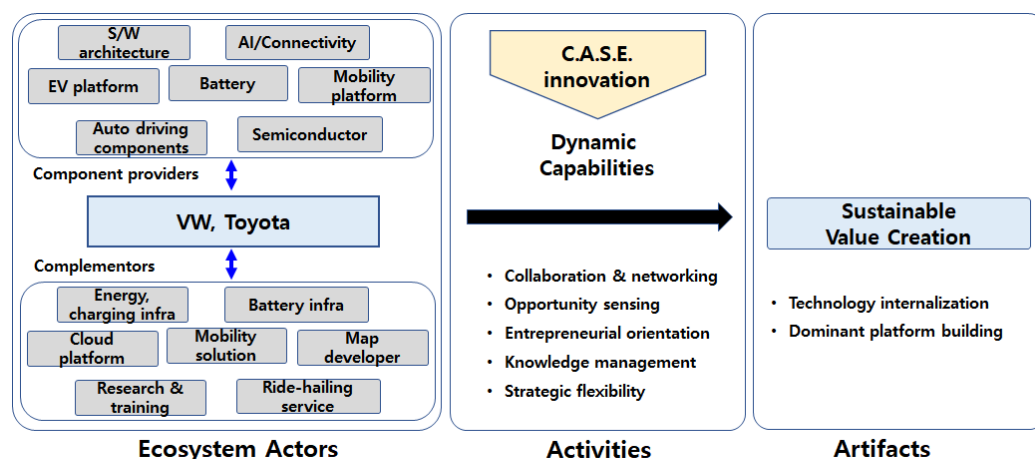 S/W
architecture
AI/Connectivity
EV platform
Battery
Mobility
platform
Auto driving
components
Semiconductor
Component providers
VW, Toyota
Complementors
Energy,
charging infra
Battery infra
Cloud
platform
Mobility
solution
Map
developer
Research &
training
Ride-hailing
service
Ecosystem Actors
C.A.S.E.
innovation
Dynamic
Capabilities
• Collaboration & networking
• Opportunity sensing
• Entrepreneurial orientation
• Knowledge management
• Strategic flexibility
Activities
Sustainable
Value Creation
• Technology internalization
• Dominant platform building
Artifacts